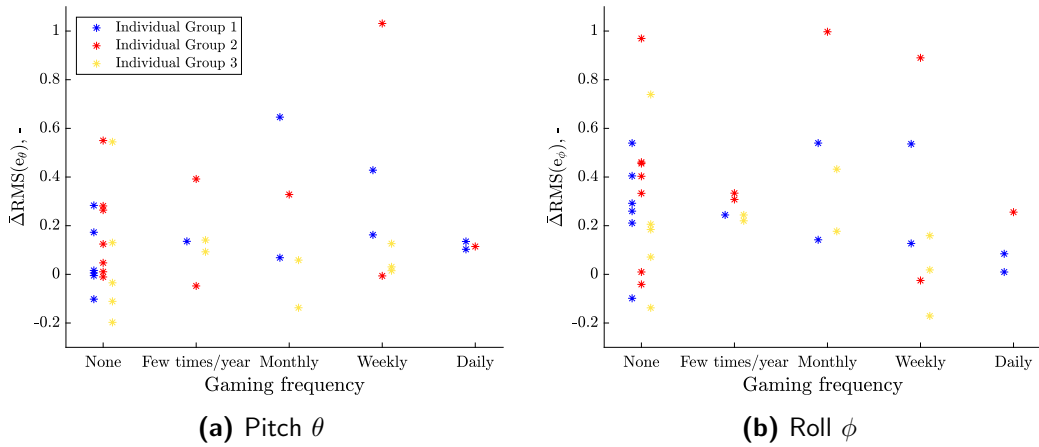 Individual Group 1
Individual Group 2
Individual Group 3
1
0.8
0.6
0.4
0.2
0
-0.2
Δ̄RMS(e_θ), -
None Few times/year Monthly Weekly Daily
Gaming frequency
(a) Pitch θ
1
0.8
0.6
0.4
0.2
0
-0.2
Δ̄RMS(e_ϕ), -
None Few times/year Monthly Weekly Daily
Gaming frequency
(b) Roll ϕ